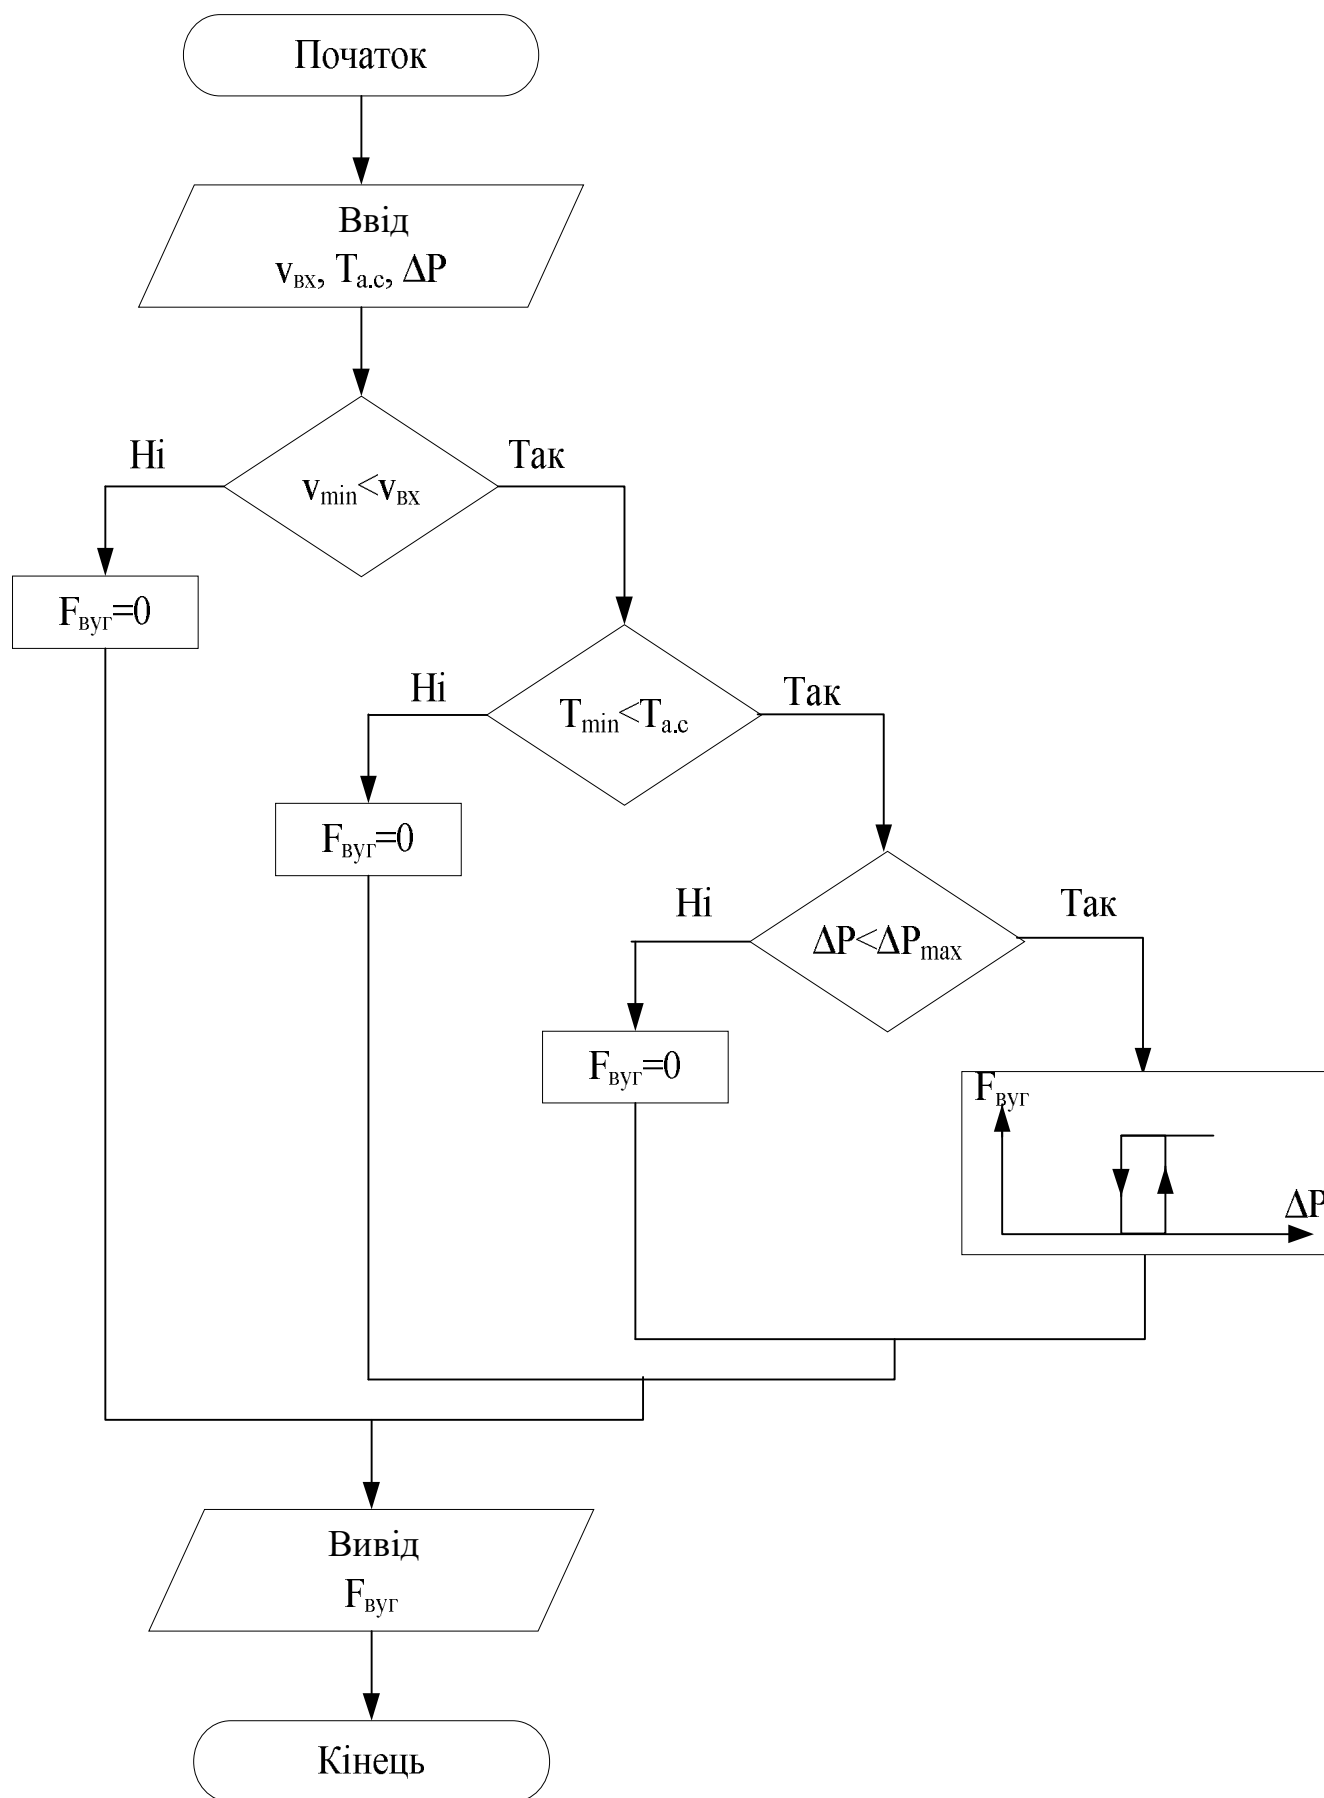 Початок
Ввід
vвх, Tа.с, ΔP
Ні
Так
vmin<vвх
Fвуг=0
Ні
Так
Tmin<Tа.с
Fвуг=0
Ні
Так
ΔP<ΔPmax
Fвуг=0
Fвуг
ΔP
Вивід
Fвуг
Кінець